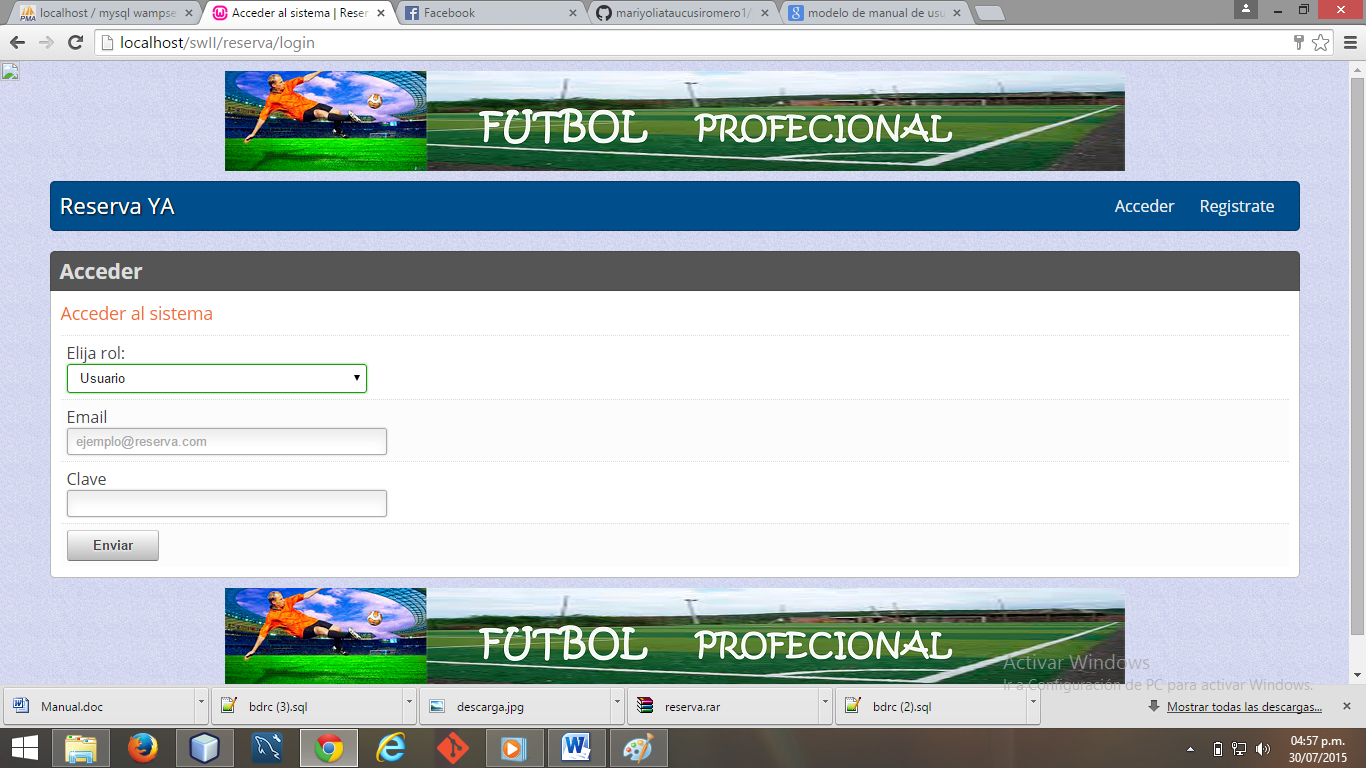 localhost / mysql wampse
Acceder al sistema | Reser
Facebook
mariyoliataucusiromero1/
modelo de manual de usu
localhost/swll/reserva/login
FUTBOL PROFECIONAL
Reserva YA
Acceder
Registrate
Acceder
Acceder al sistema
Elija rol:
Usuario
Email
ejemplo@reserva.com
Clave
Enviar
FUTBOL PROFECIONAL
Activar Windows
Ir a Configuración de PC para activar Windows.
Manual.doc
bdrc (3).sql
descarga.jpg
reserva.rar
bdrc (2).sql
Mostrar todas las descargas...
04:57 p.m.
30/07/2015